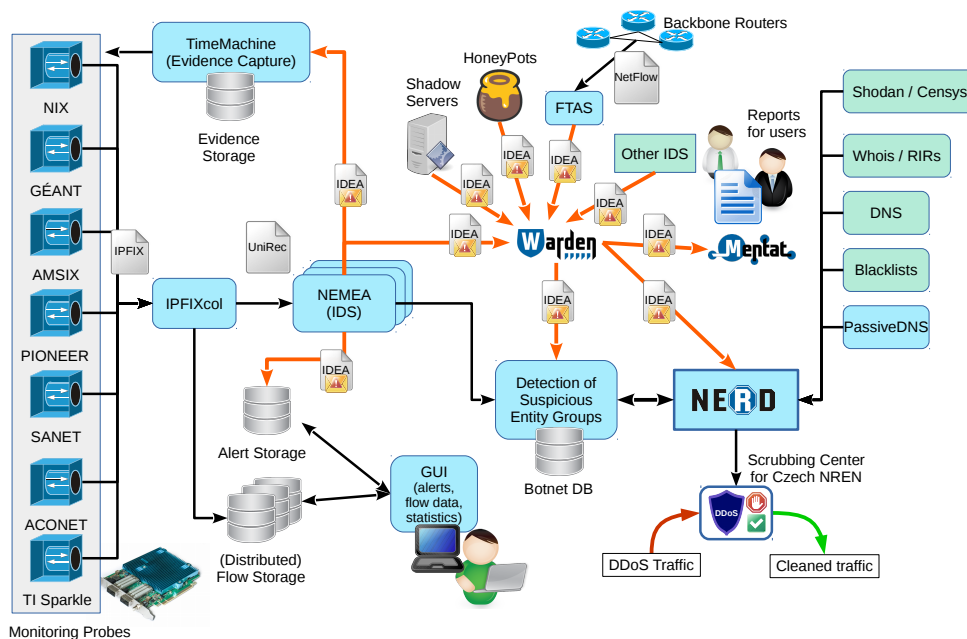 TimeMachine
(Evidence Capture)
Evidence
Storage
NIX
GÉANT
AMSIX
PIONEER
SANET
ACONET
TI Sparkle
Monitoring Probes
IPFIX
UniRec
IPFIXcol
NEMEA
(IDS)
IDEA
IDEA
IDEA
Alert Storage
(Distributed)
Flow Storage
GUI
(alerts,
flow data,
statistics)
Shadow
Servers
HoneyPots
Backbone Routers
NetFlow
FTAS
Other IDS
Reports
for users
IDEA
IDEA
IDEA
IDEA
Warden
IDEA
Mentat
IDEA
IDEA
Detection of
Suspicious
Entity Groups
Botnet DB
NERD
Shodan / Censys
Whois / RIRs
DNS
Blacklists
PassiveDNS
Scrubbing Center
for Czech NREN
DDoS
DDoS Traffic
Cleaned traffic